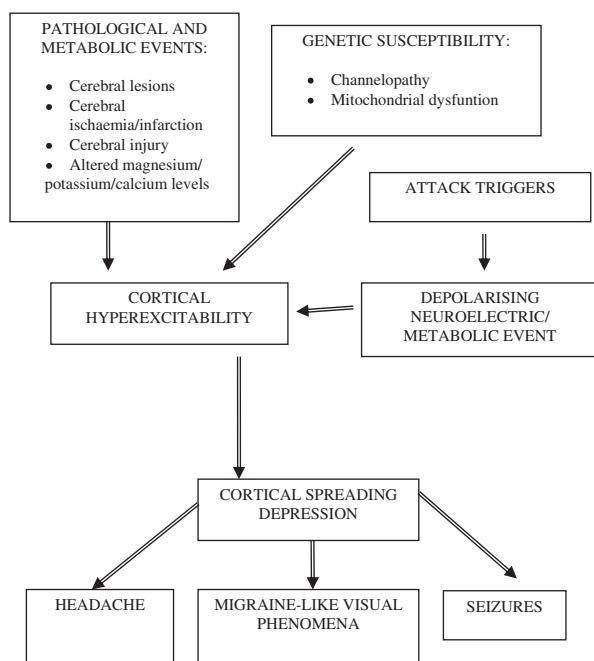 PATHOLOGICAL AND
METABOLIC EVENTS:
• Cerebral lesions
• Cerebral
ischaemia/infarction
• Cerebral injury
• Altered magnesium/
potassium/calcium levels
GENETIC SUSCEPTIBILITY:
• Channelopathy
• Mitochondrial dysfuntion
ATTACK TRIGGERS
CORTICAL
HYPEREXCITABILITY
DEPOLARISING
NEUROELECTRIC/
METABOLIC EVENT
CORTICAL SPREADING
DEPRESSION
HEADACHE
MIGRAINE-LIKE VISUAL
PHENOMENA
SEIZURES